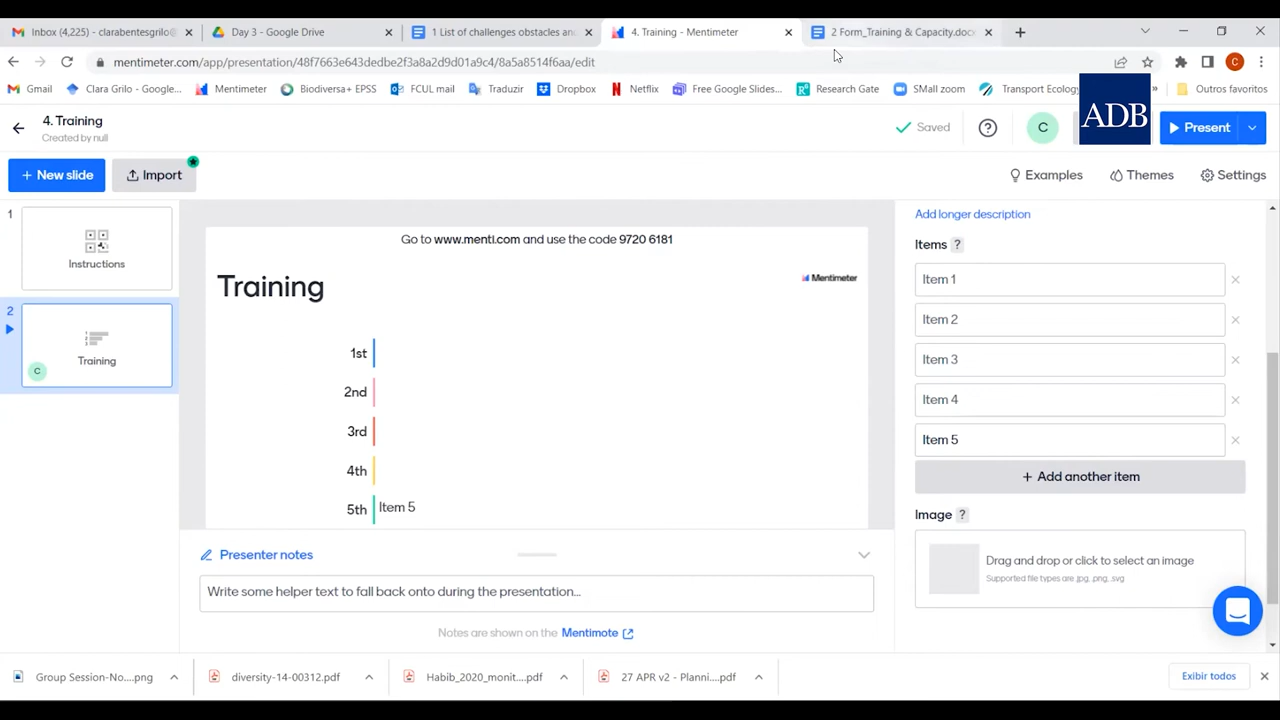 Inbox (4,225) - claraDentesgrilo@
Day 3 - Google Drive
1 List of challenges obstacles an
4. Training - Mentimeter
2 Form_Training & Capacity.docx
mentimeter.com/app/presentation/48f7663e643dedbe2f3a8a2d9d01a9c4/8a5a8514f6aa/edit
Gmail
Clara Grilo - Google...
Mentimeter
Biodiversa+ EPSS
FCUL mail
Traduzir
Dropbox
Netflix
Free Google Slides...
Research Gate
SMall zoom
Transport Ecology
»
Outros favoritos
ADB
4. Training
Created by null
Saved
C
Present
+ New slide
Import
Examples
Themes
Settings
1
Instructions
2
Training
C
Go to www.menti.com and use the code 9720 6181
Training
Mentimeter
1st
2nd
3rd
4th
5th Item 5
Add longer description
Items ?
Item 1
Item 2
Item 3
Item 4
Item 5
+ Add another item
Image ?
Drag and drop or click to select an image
Supported file types are jpg, .png, .svg
Presenter notes
Write some helper text to fall back onto during the presentation...
Notes are shown on the Mentimote
Group Session-No....png
diversity-14-00312.pdf
Habib_2020_monit....pdf
27 APR v2 - Planni....pdf
Exibir todos